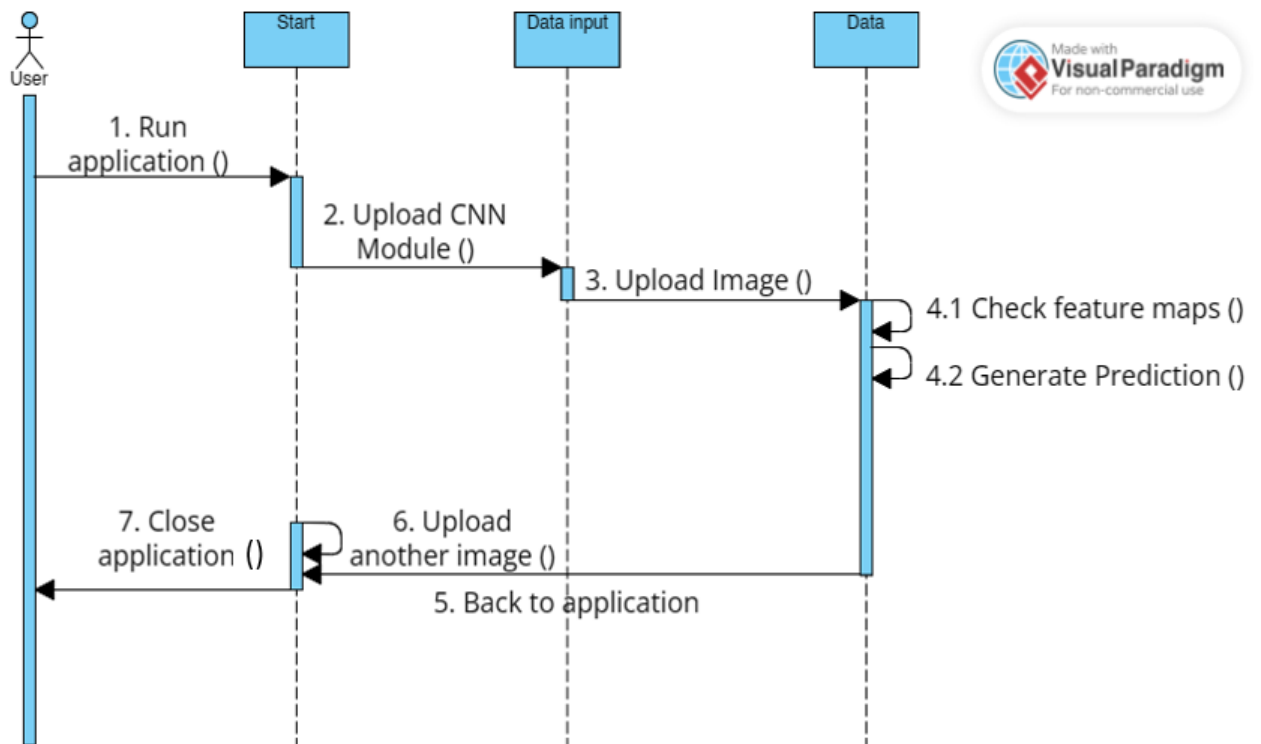 Start
Data input
Data
Made with
Visual Paradigm
For non-commercial use
User
1. Run
application ()
2. Upload CNN
Module ()
3. Upload Image ()
4.1 Check feature maps ()
4.2 Generate Prediction ()
7. Close
application ()
6. Upload
another image ()
5. Back to application